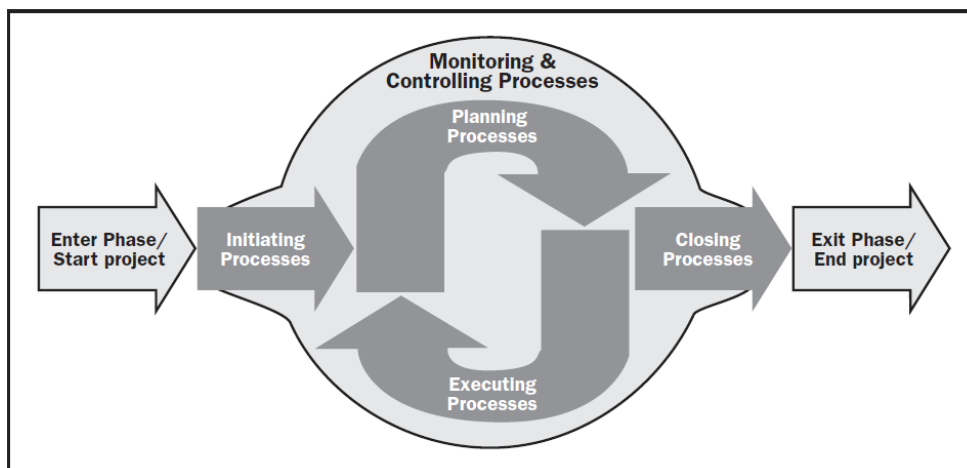 Monitoring &
Controlling Processes
Planning
Processes
Enter Phase/
Start project
Initiating
Processes
Closing
Processes
Exit Phase/
End project
Executing
Processes